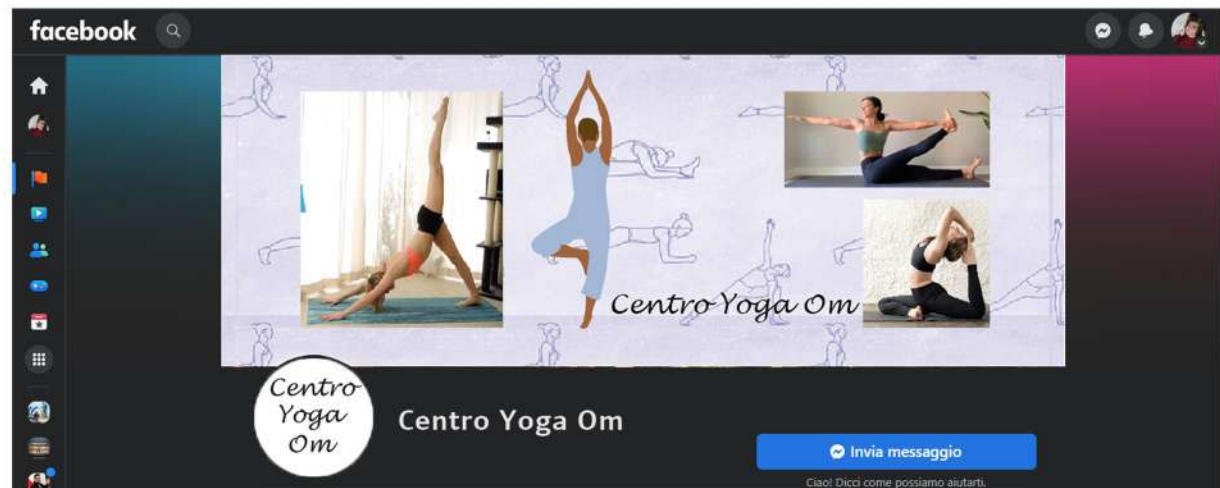 facebook
Centro Yoga Om
Centro
Yoga
Om
Centro Yoga Om
Invia messaggio
Ciao! Dicci come possiamo aiutarti.